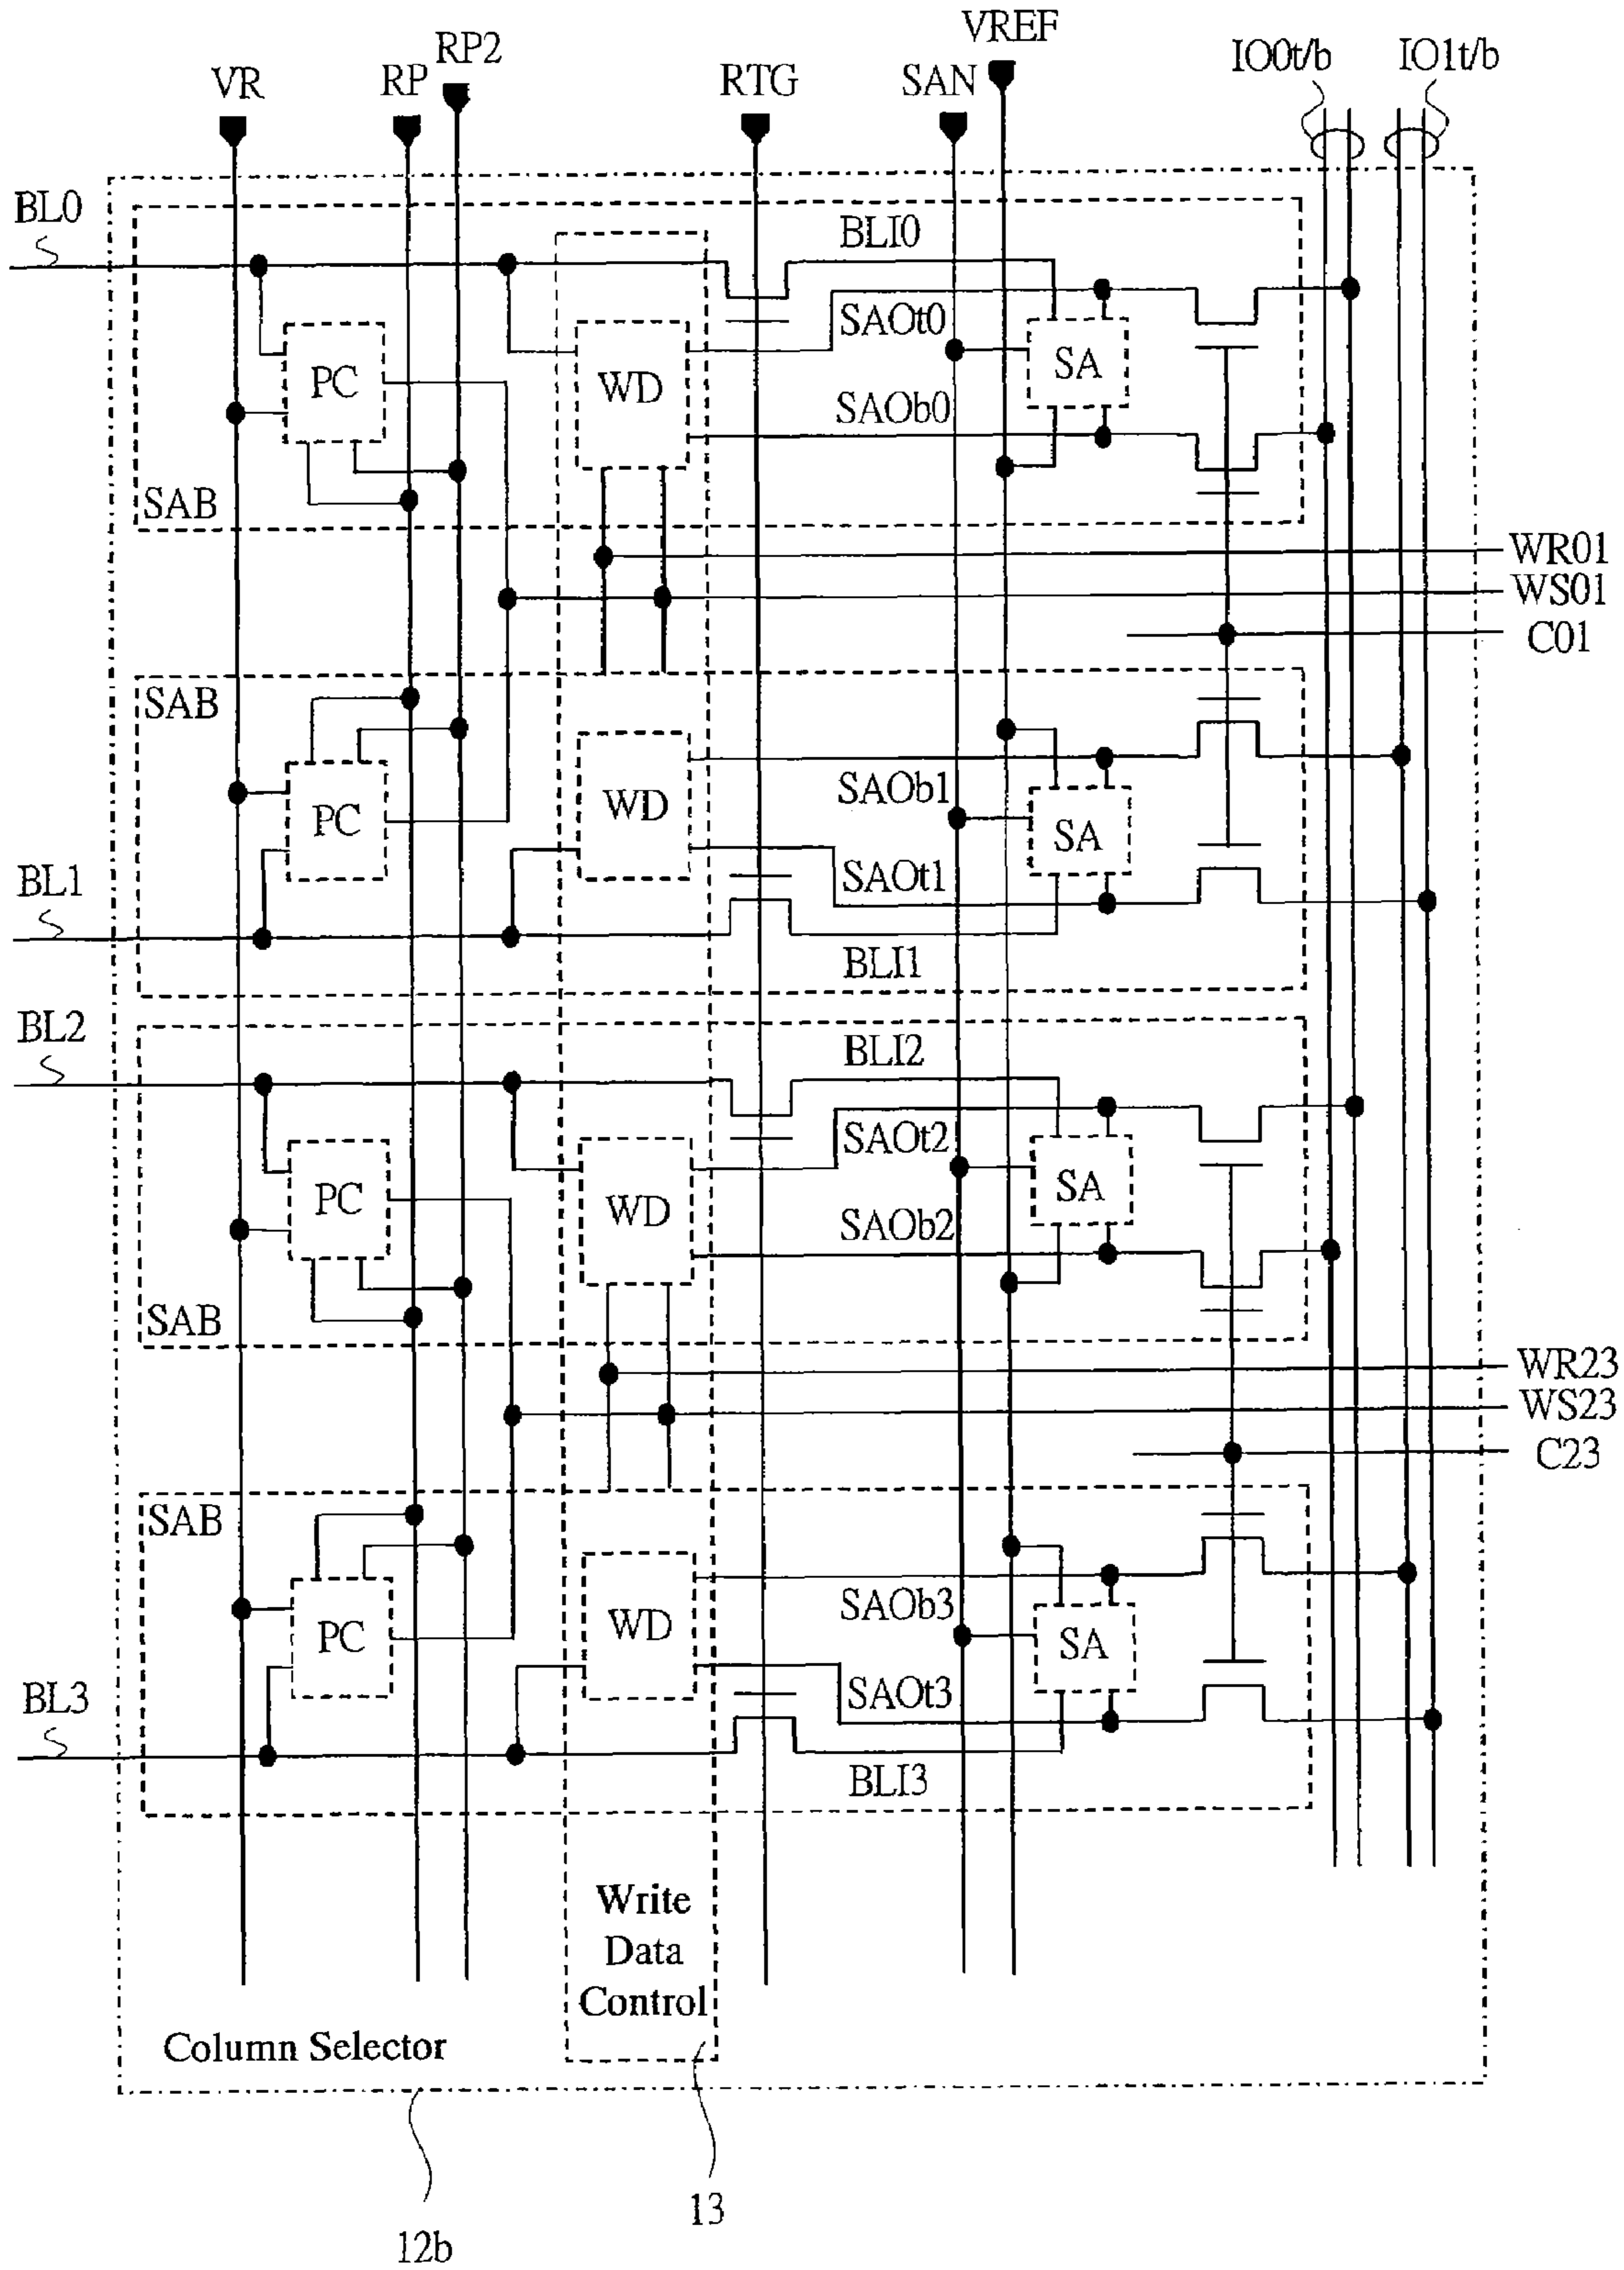 VREF
RP2
IO0t/b
IO1t/b
VR
RP
RTG
SAN
BL0
BLI0
SAOt0
PC
WD
SA
SAOb0
SAB
WR01
WS01
C01
SAB
SAOb1
PC
WD
SA
SAOt1
BL1
BLI1
BL2
BLI2
SAOt2
PC
WD
SA
SAOb2
SAB
WR23
WS23
C23
SAB
SAOb3
PC
WD
SA
SAOt3
BL3
BLI3
Write
Data
Control
Column Selector
13
12b